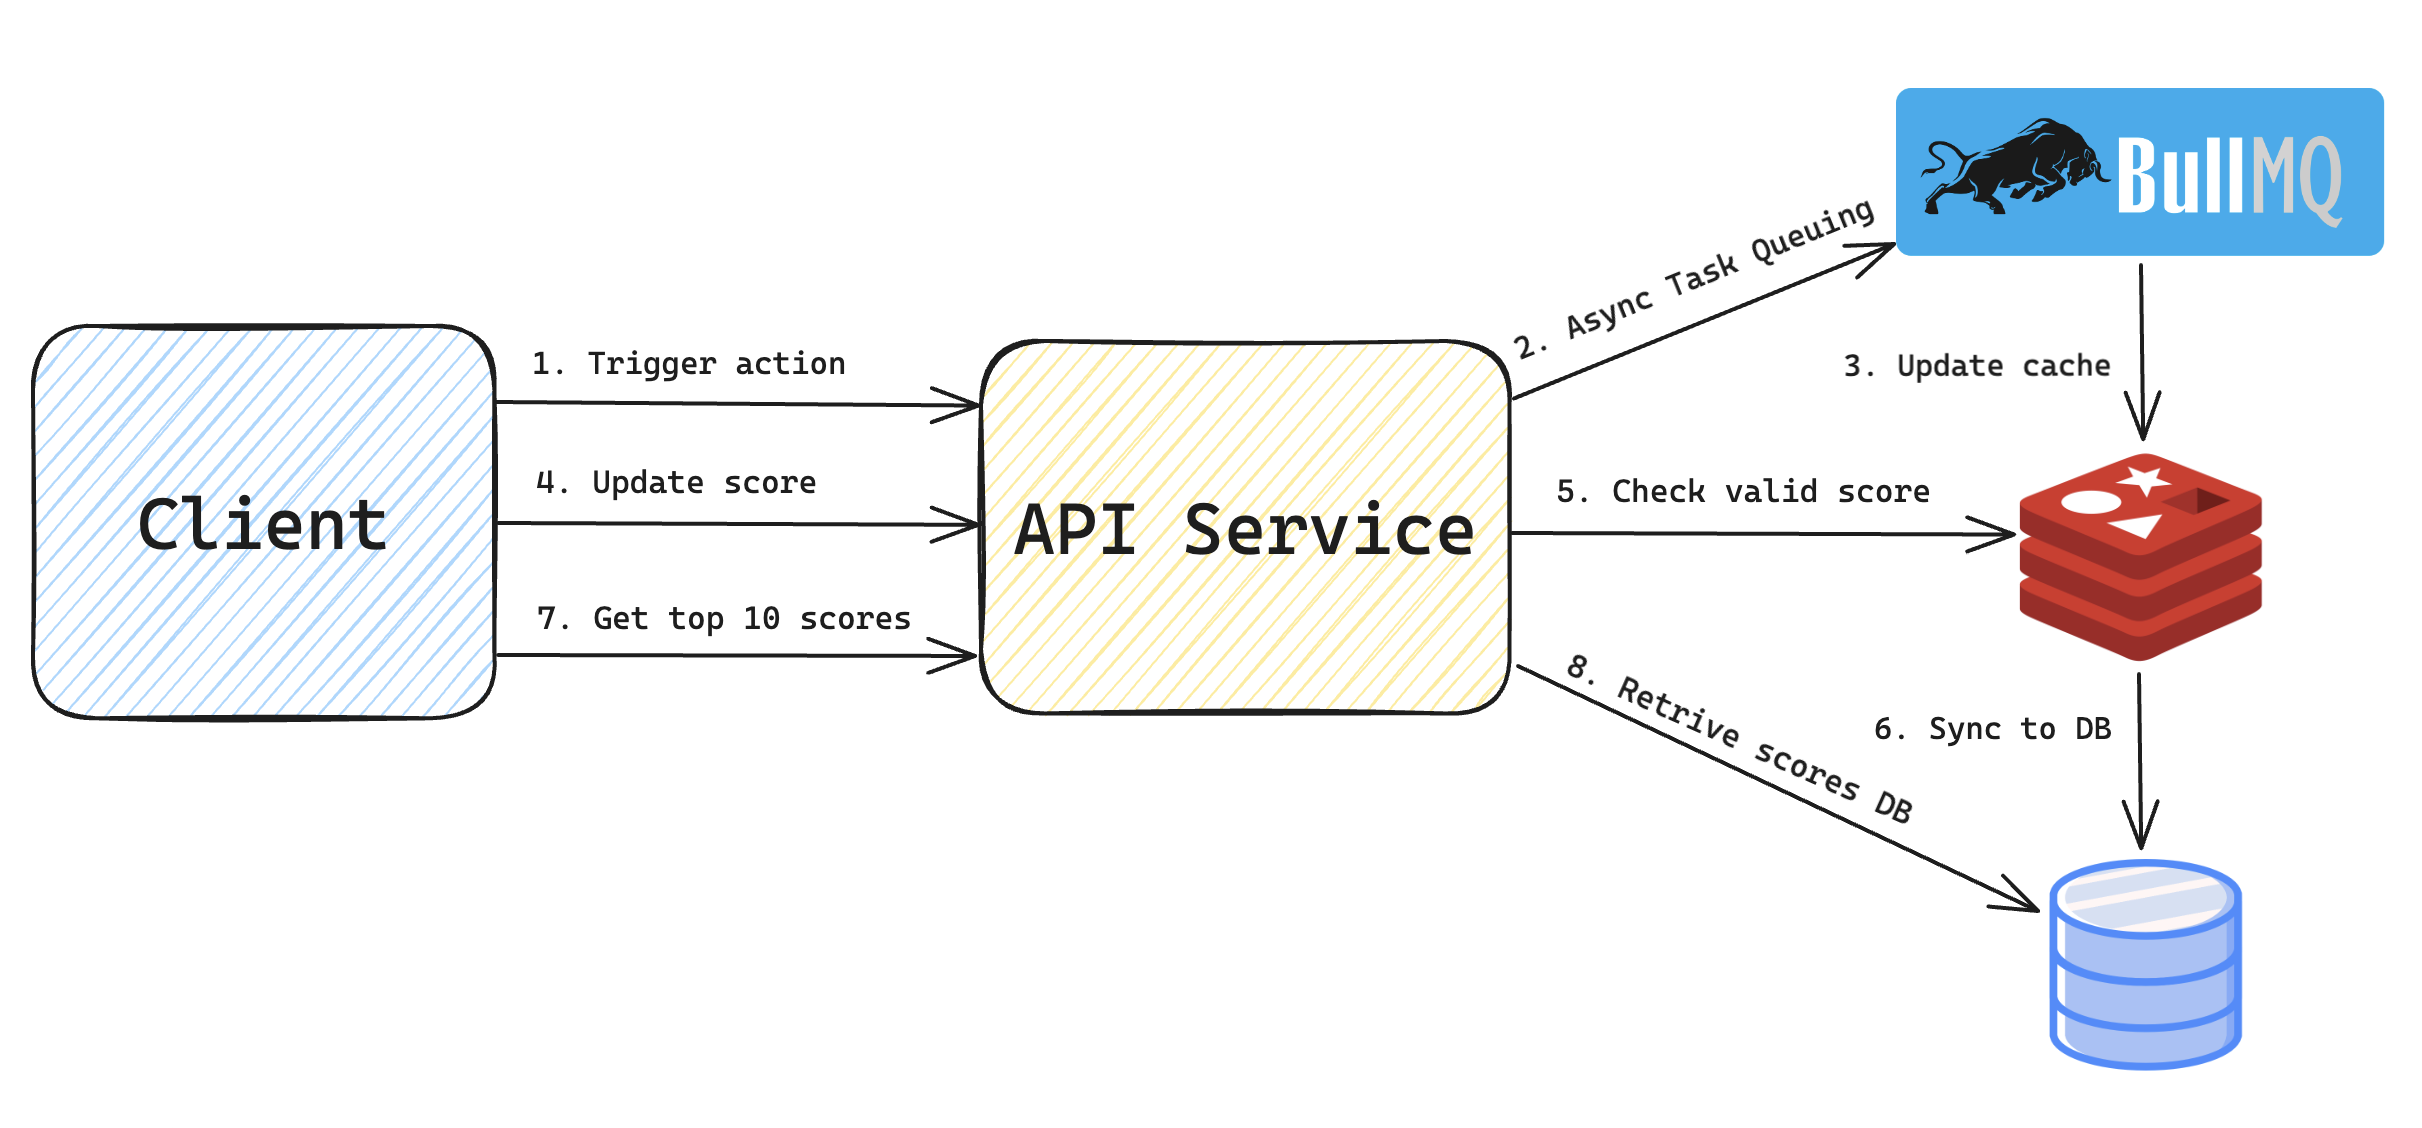 BullMQ
2. Async Task Queuing
1. Trigger action
3. Update cache
4. Update score
5. Check valid score
Client
API Service
7. Get top 10 scores
8. Retrive scores DB
6. Sync to DB